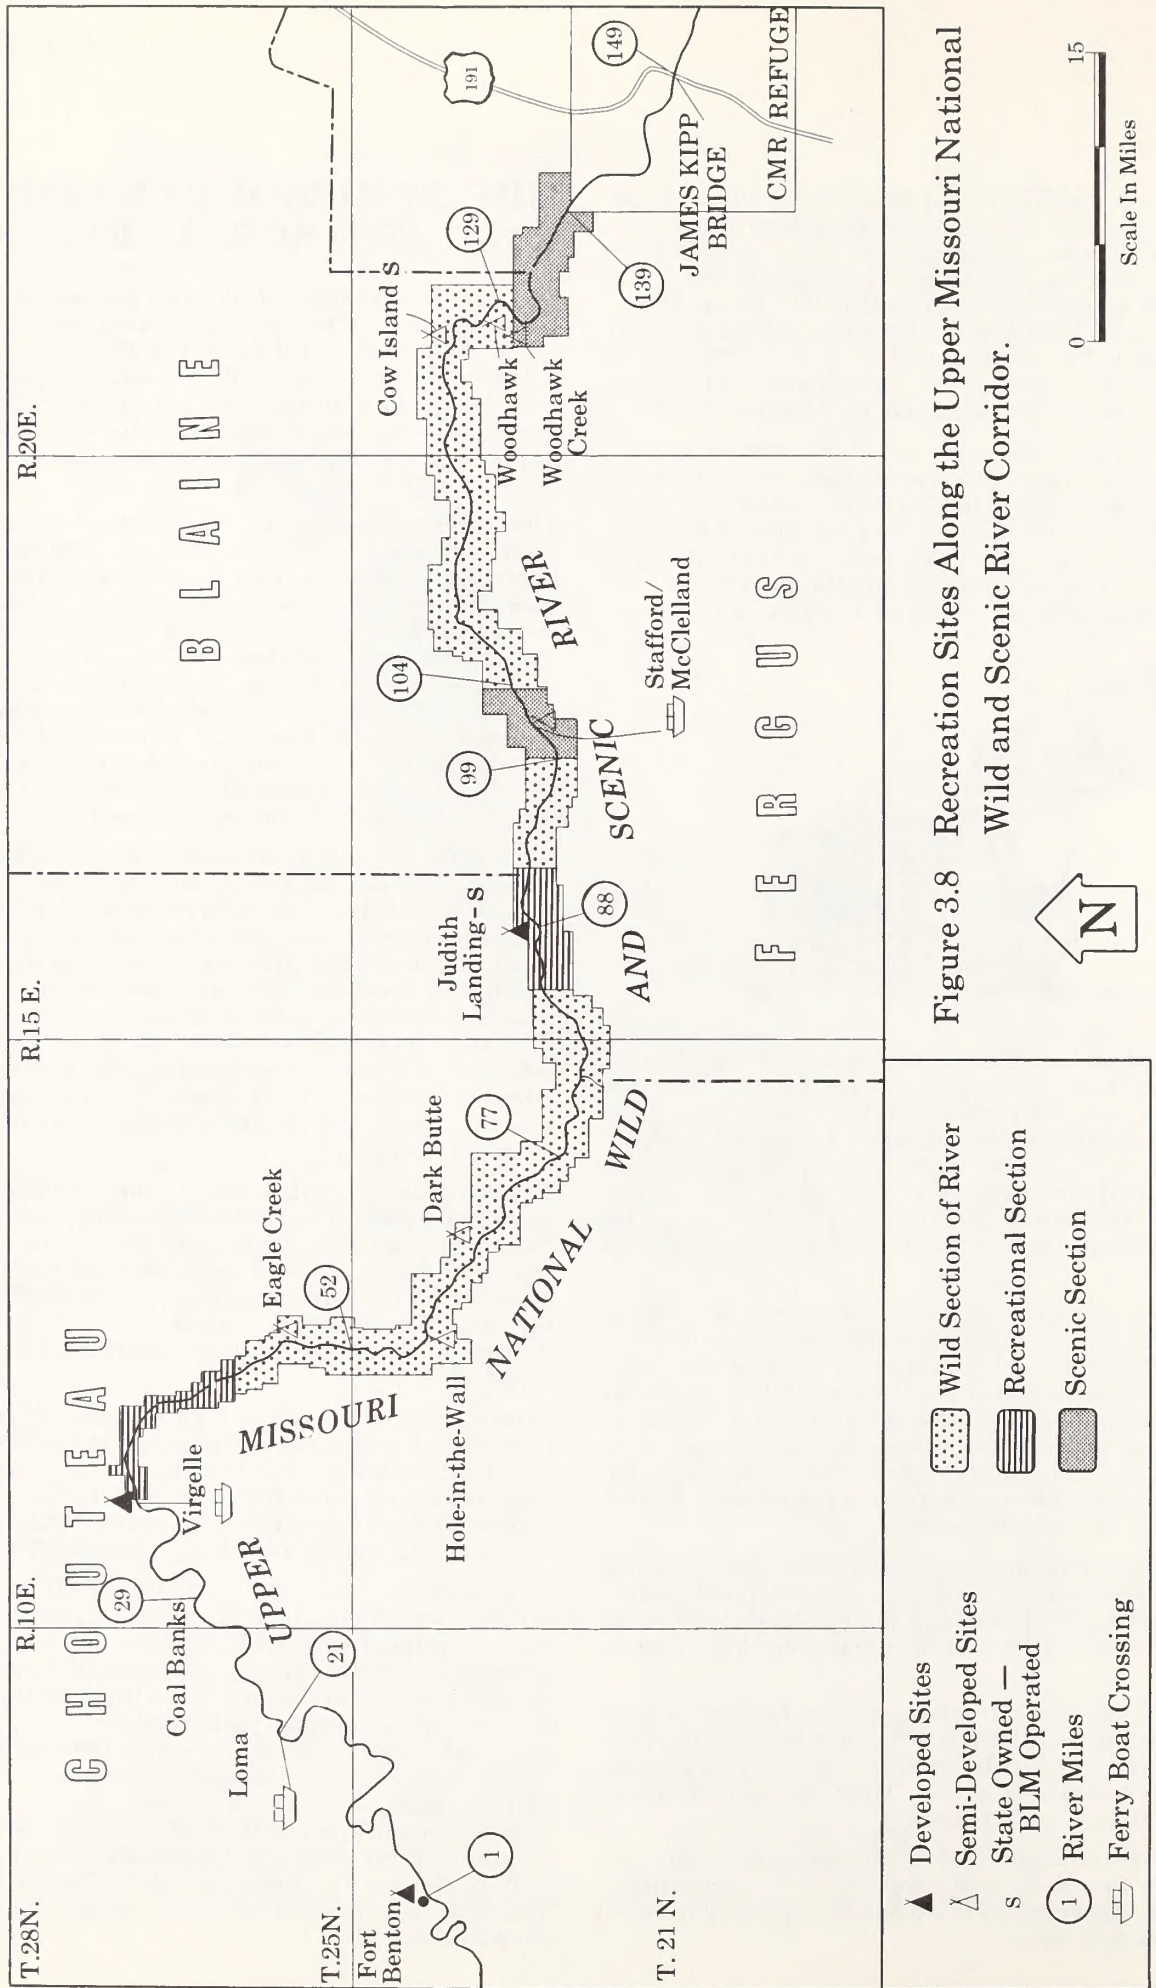 T.28N.
R.10E.
R.15 E.
R.20E.
CHOUTEAU
BLAINE
191
149
Fort
Benton
T.25N.
1
Loma
21
Coal Banks
29
Virgelle
UPPER
MISSOURI
NATIONAL
WILD
AND
SCENIC
RIVER
Eagle Creek
52
Hole-in-the-Wall
Dark Butte
77
Judith
Landing-s
88
99
104
Stafford/
McClelland
Cow Island s
129
Woodhawk
Woodhawk
Creek
139
JAMES KIPP
BRIDGE
CMR REFUGE
T. 21 N.
FERGUS
Developed Sites
Semi-Developed Sites
s State Owned —
BLM Operated
1 River Miles
Ferry Boat Crossing
Wild Section of River
Recreational Section
Scenic Section
N
Figure 3.8 Recreation Sites Along the Upper Missouri National
Wild and Scenic River Corridor.
0 15
Scale In Miles